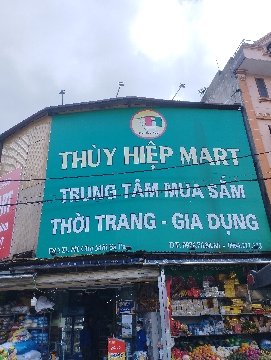 THÙY HIỆP MART
TRUNG TÂM MUA SẮM
THỜI TRANG - GIA DỤNG